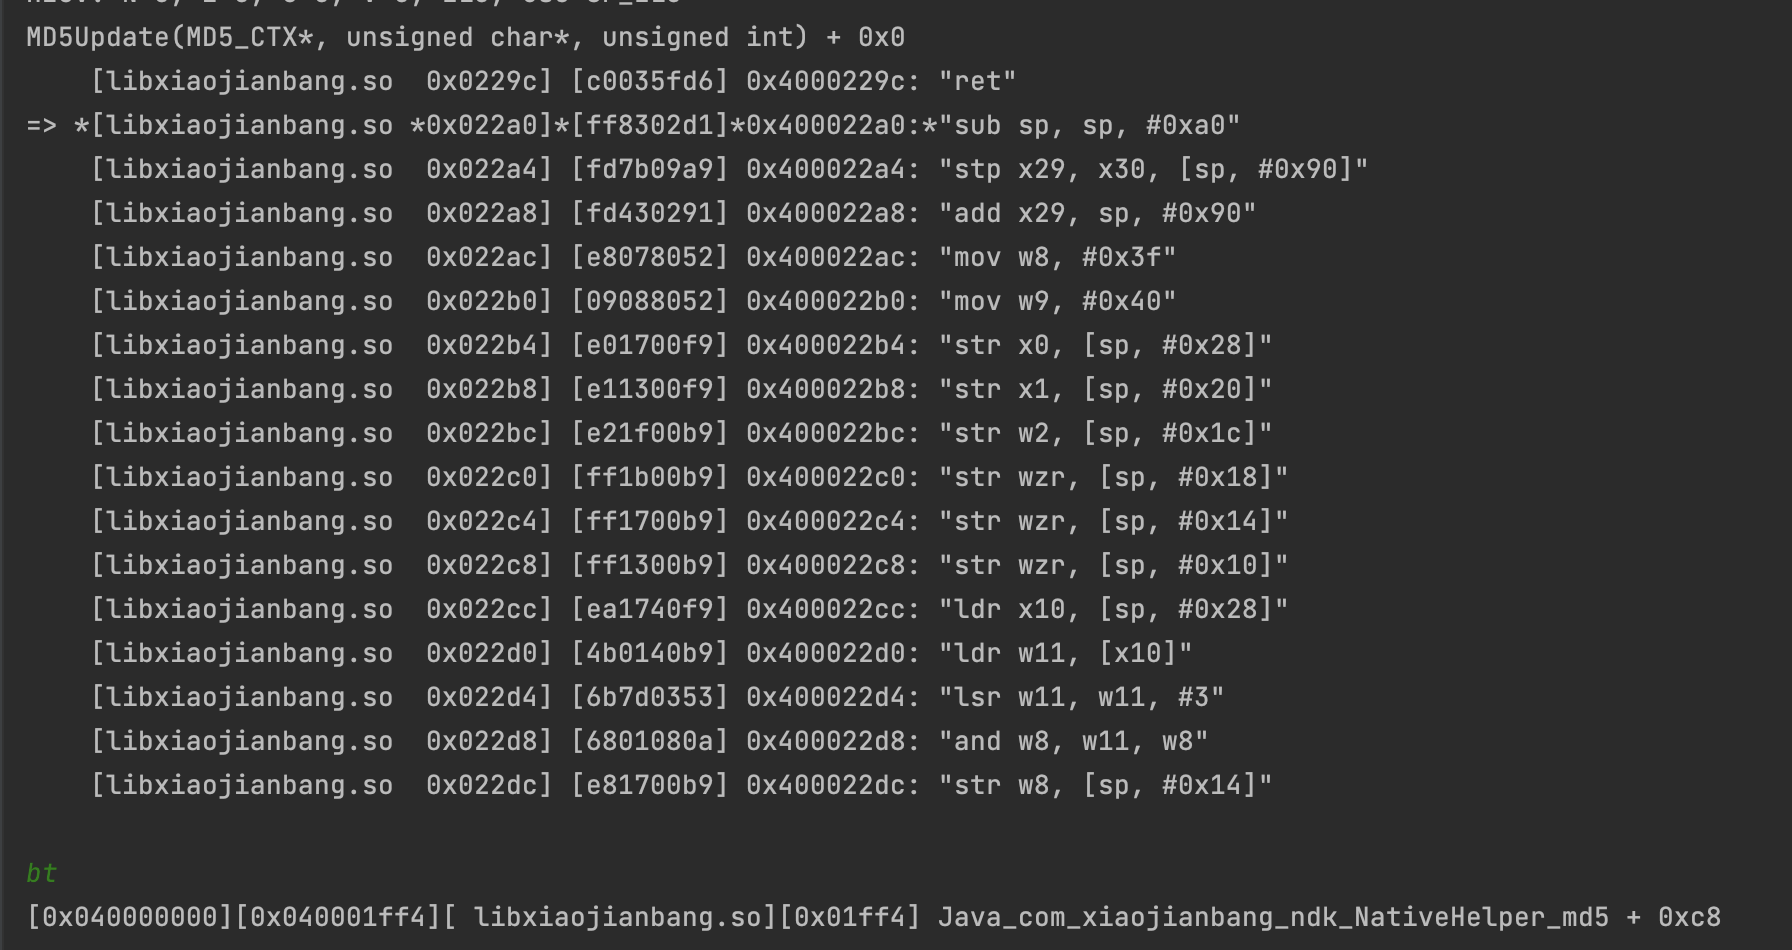 MD5Update(MD5_CTX*, unsigned char*, unsigned int) + 0x0
    [libxiaojianbang.so  0x0229c] [c0035fd6] 0x4000229c: "ret"
=> *[libxiaojianbang.so *0x022a0]*[ff8302d1]*0x400022a0:*"sub sp, sp, #0xa0"
    [libxiaojianbang.so  0x022a4] [fd7b09a9] 0x400022a4: "stp x29, x30, [sp, #0x90]"
    [libxiaojianbang.so  0x022a8] [fd430291] 0x400022a8: "add x29, sp, #0x90"
    [libxiaojianbang.so  0x022ac] [e8078052] 0x400022ac: "mov w8, #0x3f"
    [libxiaojianbang.so  0x022b0] [09088052] 0x400022b0: "mov w9, #0x40"
    [libxiaojianbang.so  0x022b4] [e01700f9] 0x400022b4: "str x0, [sp, #0x28]"
    [libxiaojianbang.so  0x022b8] [e11300f9] 0x400022b8: "str x1, [sp, #0x20]"
    [libxiaojianbang.so  0x022bc] [e21f00b9] 0x400022bc: "str w2, [sp, #0x1c]"
    [libxiaojianbang.so  0x022c0] [ff1b00b9] 0x400022c0: "str wzr, [sp, #0x18]"
    [libxiaojianbang.so  0x022c4] [ff1700b9] 0x400022c4: "str wzr, [sp, #0x14]"
    [libxiaojianbang.so  0x022c8] [ff1300b9] 0x400022c8: "str wzr, [sp, #0x10]"
    [libxiaojianbang.so  0x022cc] [ea1740f9] 0x400022cc: "ldr x10, [sp, #0x28]"
    [libxiaojianbang.so  0x022d0] [4b0140b9] 0x400022d0: "ldr w11, [x10]"
    [libxiaojianbang.so  0x022d4] [6b7d0353] 0x400022d4: "lsr w11, w11, #3"
    [libxiaojianbang.so  0x022d8] [6801080a] 0x400022d8: "and w8, w11, w8"
    [libxiaojianbang.so  0x022dc] [e81700b9] 0x400022dc: "str w8, [sp, #0x14]"
bt
[0x040000000][0x040001ff4][ libxiaojianbang.so][0x01ff4] Java_com_xiaojianbang_ndk_NativeHelper_md5 + 0xc8